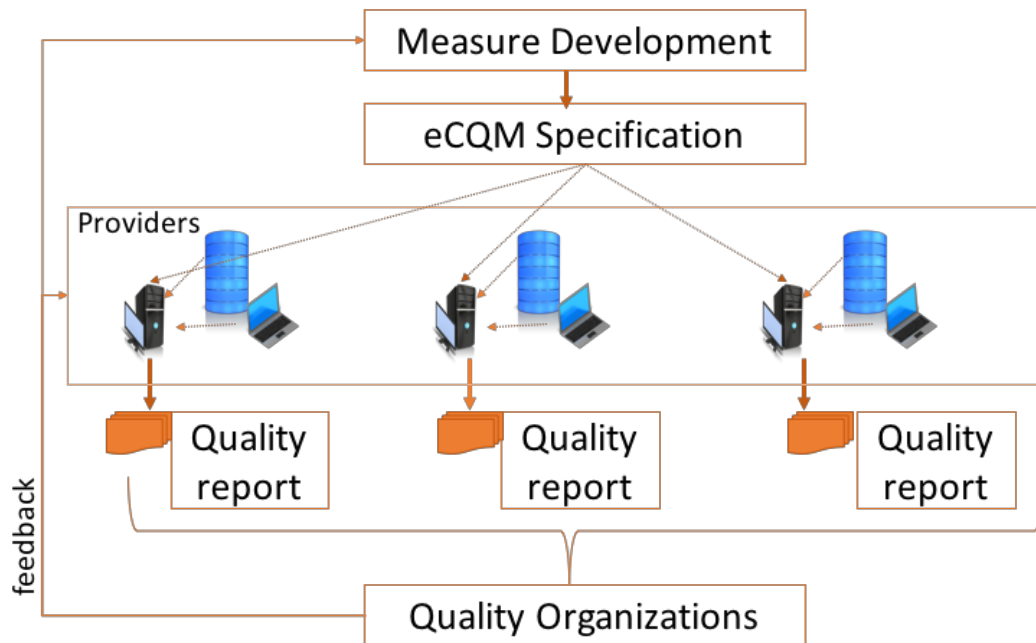 Measure Development
eCQM Specification
Providers
Quality
report
Quality
report
Quality
report
feedback
Quality Organizations